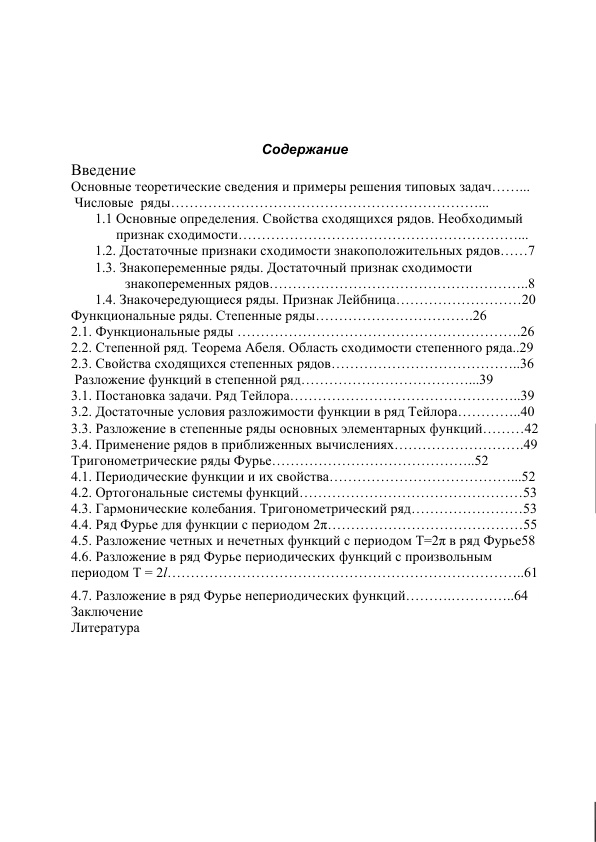 Содержание
Введение
Основные теоретические сведения и примеры решения типовых задач……...
Числовые ряды…………………………………………………………...
1.1 Основные определения. Свойства сходящихся рядов. Необходимый
признак сходимости……………………………………………………...
1.2. Достаточные признаки сходимости знакоположительных рядов……7
1.3. Знакопеременные ряды. Достаточный признак сходимости
знакопеременных рядов………………………………………………..8
1.4. Знакочередующиеся ряды. Признак Лейбница………………………20
Функциональные ряды. Степенные ряды…………………………….26
2.1. Функциональные ряды …………………………………………………….26
2.2. Степенной ряд. Теорема Абеля. Область сходимости степенного ряда..29
2.3. Свойства сходящихся степенных рядов…………………………………..36
Разложение функций в степенной ряд………………………………...39
3.1. Постановка задачи. Ряд Тейлора…………………………………………..39
3.2. Достаточные условия разложимости функции в ряд Тейлора…………..40
3.3. Разложение в степенные ряды основных элементарных функций………42
3.4. Применение рядов в приближенных вычислениях……………………….49
Тригонометрические ряды Фурье……………………………………..52
4.1. Периодические функции и их свойства…………………………………...52
4.2. Ортогональные системы функций…………………………………………53
4.3. Гармонические колебания. Тригонометрический ряд……………………53
4.4. Ряд Фурье для функции с периодом 2π……………………………………55
4.5. Разложение четных и нечетных функций с периодом T=2π в ряд Фурье58
4.6. Разложение в ряд Фурье периодических функций с произвольным
периодом T = 2l…………………………………………………………………..61
4.7. Разложение в ряд Фурье непериодических функций……….…………..64
Заключение
Литература